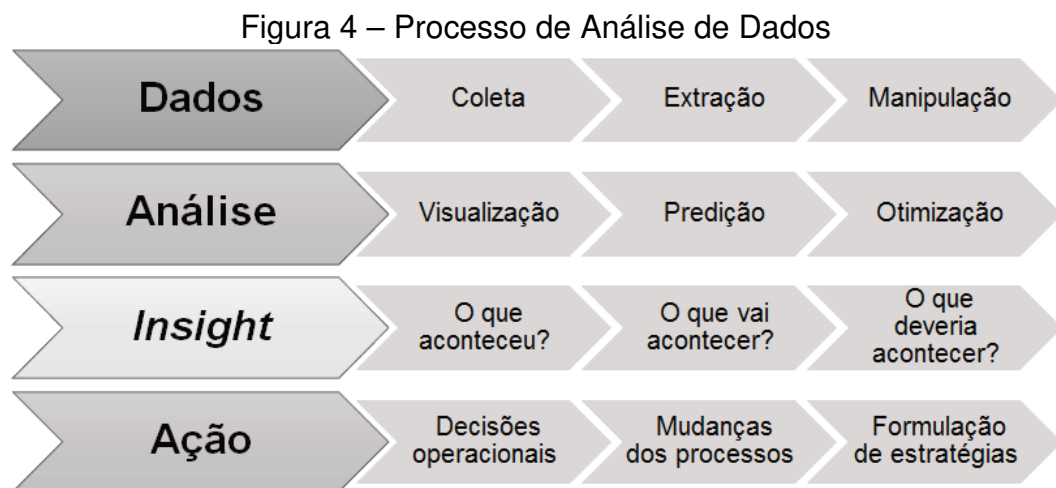 Figura 4 – Processo de Análise de Dados
Dados
Coleta
Extração
Manipulação
Análise
Visualização
Predição
Otimização
Insight
O que
aconteceu?
O que vai
acontecer?
O que
deveria
acontecer?
Ação
Decisões
operacionais
Mudanças
dos processos
Formulação
de estratégias